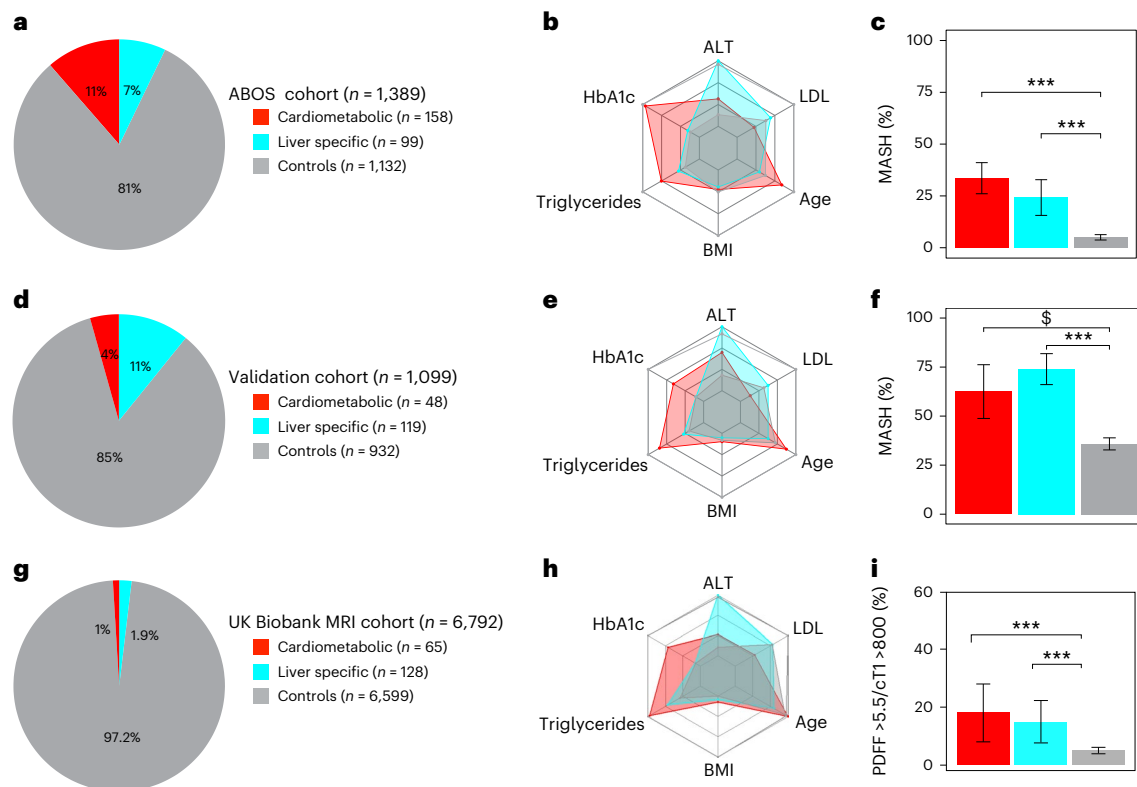 a
11%
7%
81%
ABOS cohort (n = 1,389)
Cardiometabolic (n = 158)
Liver specific (n = 99)
Controls (n = 1,132)
b
ALT
HbA1c
LDL
Triglycerides
Age
BMI
c
MASH (%)
100
75
50
25
0
***
***
d
4%
11%
85%
Validation cohort (n = 1,099)
Cardiometabolic (n = 48)
Liver specific (n = 119)
Controls (n = 932)
e
ALT
HbA1c
LDL
Triglycerides
Age
BMI
f
MASH (%)
100
75
50
25
0
$
***
g
1%
1.9%
97.2%
UK Biobank MRI cohort (n = 6,792)
Cardiometabolic (n = 65)
Liver specific (n = 128)
Controls (n = 6,599)
h
ALT
HbA1c
LDL
Triglycerides
Age
BMI
i
PDFF >5.5/cT1 >800 (%)
60
40
20
0
***
***